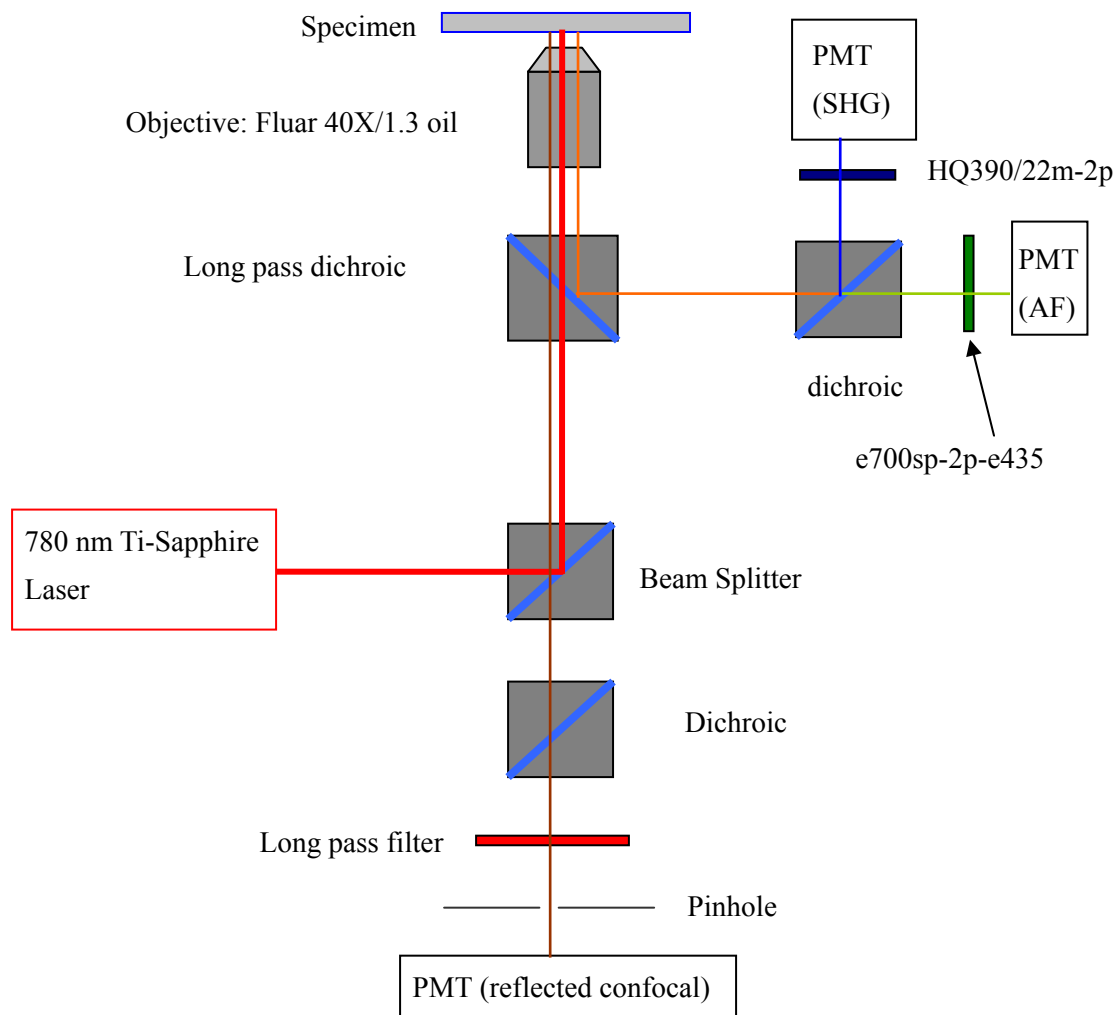 Specimen
PMT
(SHG)
Objective: Fluar 40X/1.3 oil
HQ390/22m-2p
Long pass dichroic
PMT
(AF)
dichroic
e700sp-2p-e435
780 nm Ti-Sapphire
Laser
Beam Splitter
Dichroic
Long pass filter
Pinhole
PMT (reflected confocal)